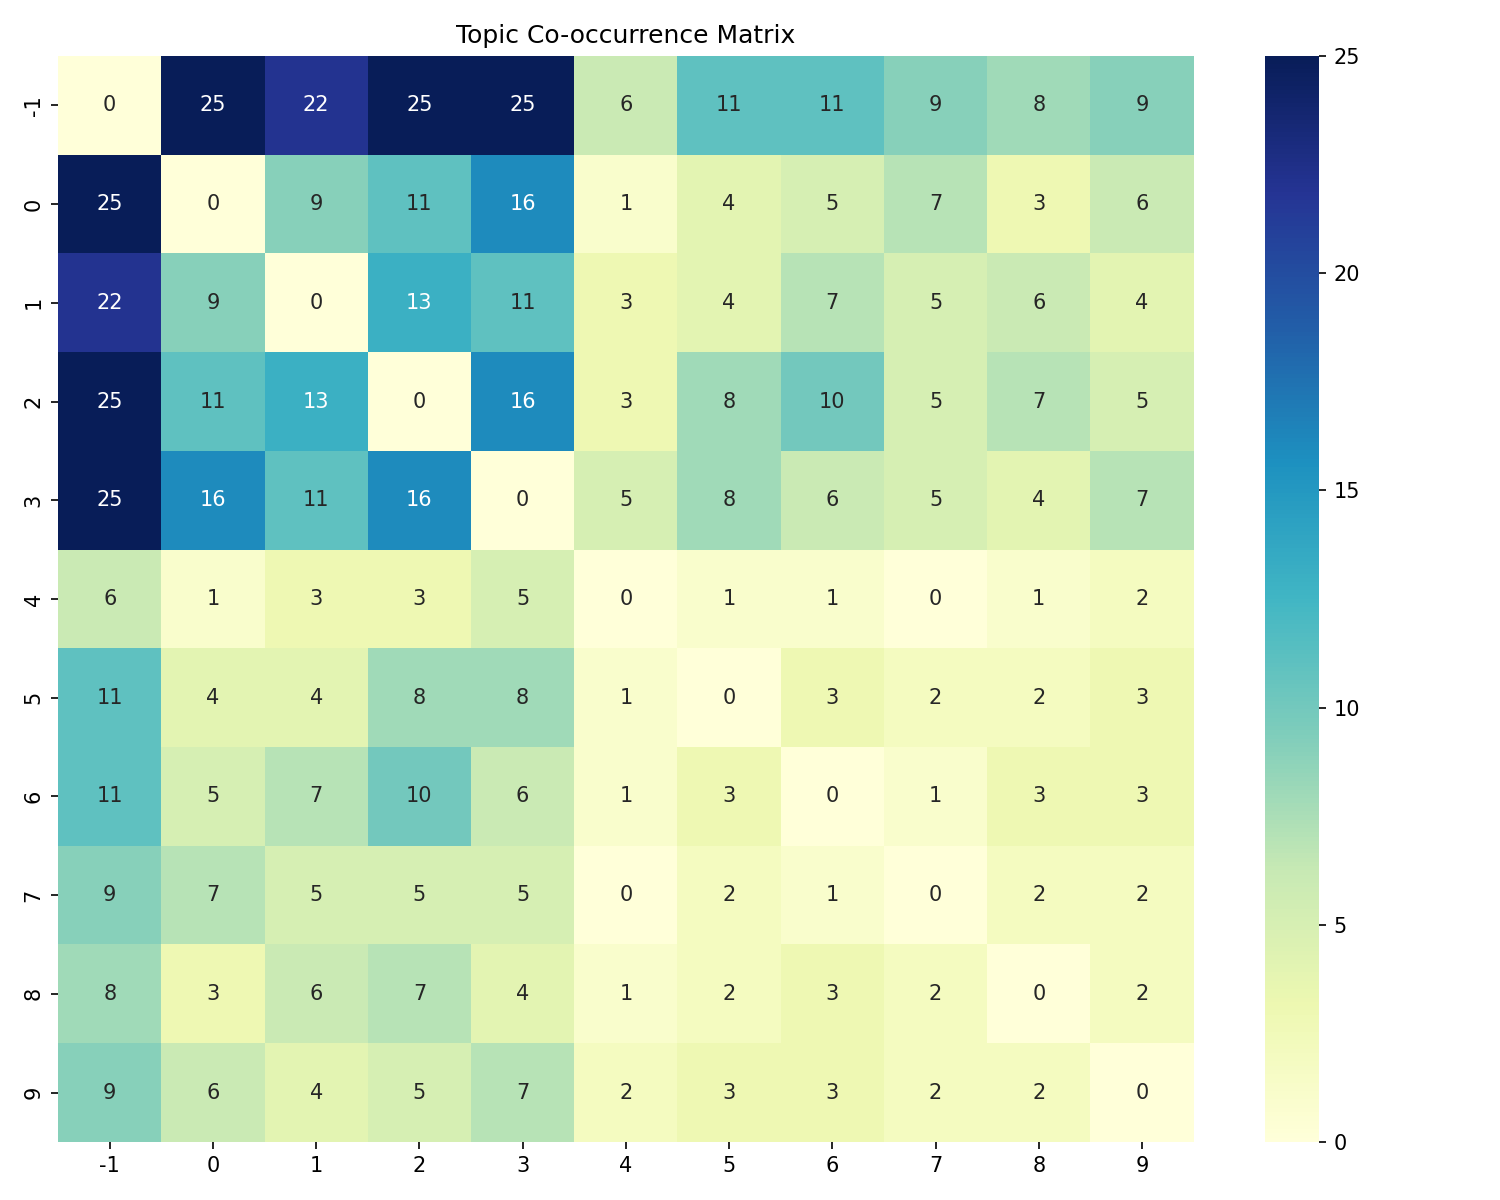 Topic Co-occurrence Matrix
-1 0 25 22 25 25 6 11 11 9 8 9
0 25 0 9 11 16 1 4 5 7 3 6
1 22 9 0 13 11 3 4 7 5 6 4
2 25 11 13 0 16 3 8 10 5 7 5
3 25 16 11 16 0 5 8 6 5 4 7
4 6 1 3 3 5 0 1 1 0 1 2
5 11 4 4 8 8 1 0 3 2 2 3
6 11 5 7 10 6 1 3 0 1 3 3
7 9 7 5 5 5 0 2 1 0 2 2
8 8 3 6 7 4 1 2 3 2 0 2
9 9 6 4 5 7 2 3 3 2 2 0
-1 0 1 2 3 4 5 6 7 8 9
25
20
15
10
5
0